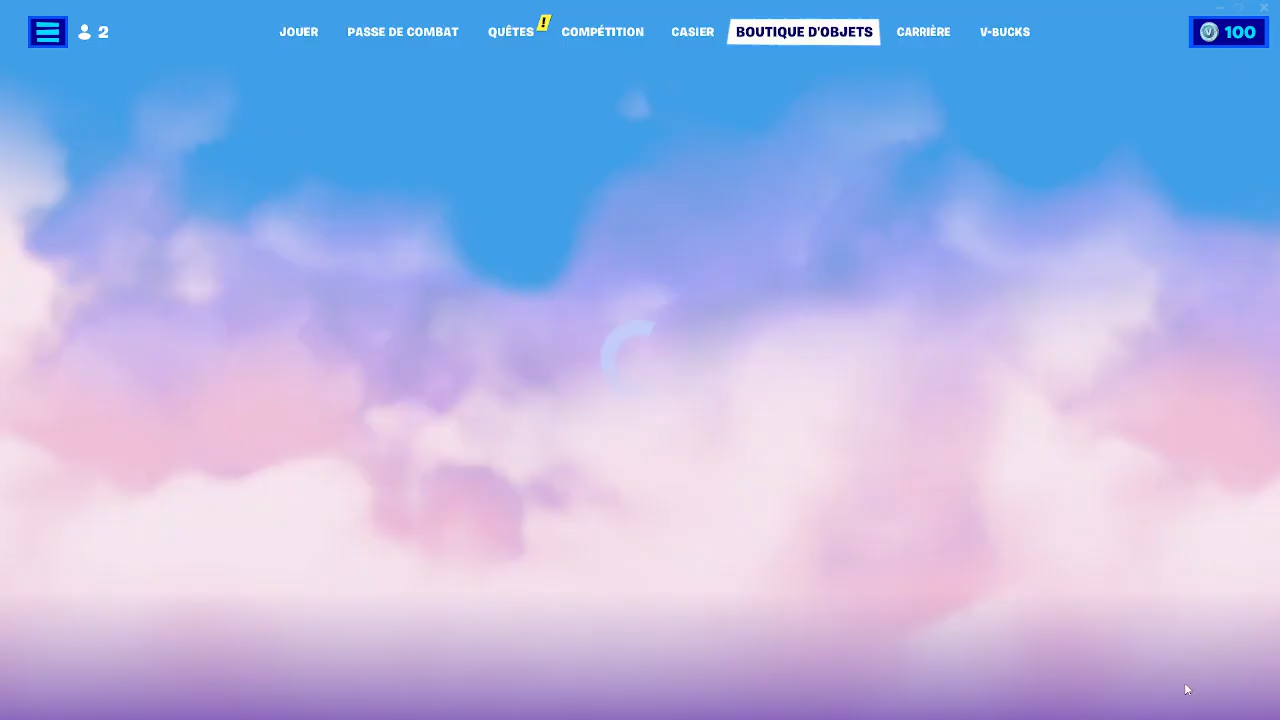 2
JOUER PASSE DE COMBAT QUÊTES ! COMPÉTITION CASIER BOUTIQUE D'OBJETS CARRIÈRE V-BUCKS
V 100